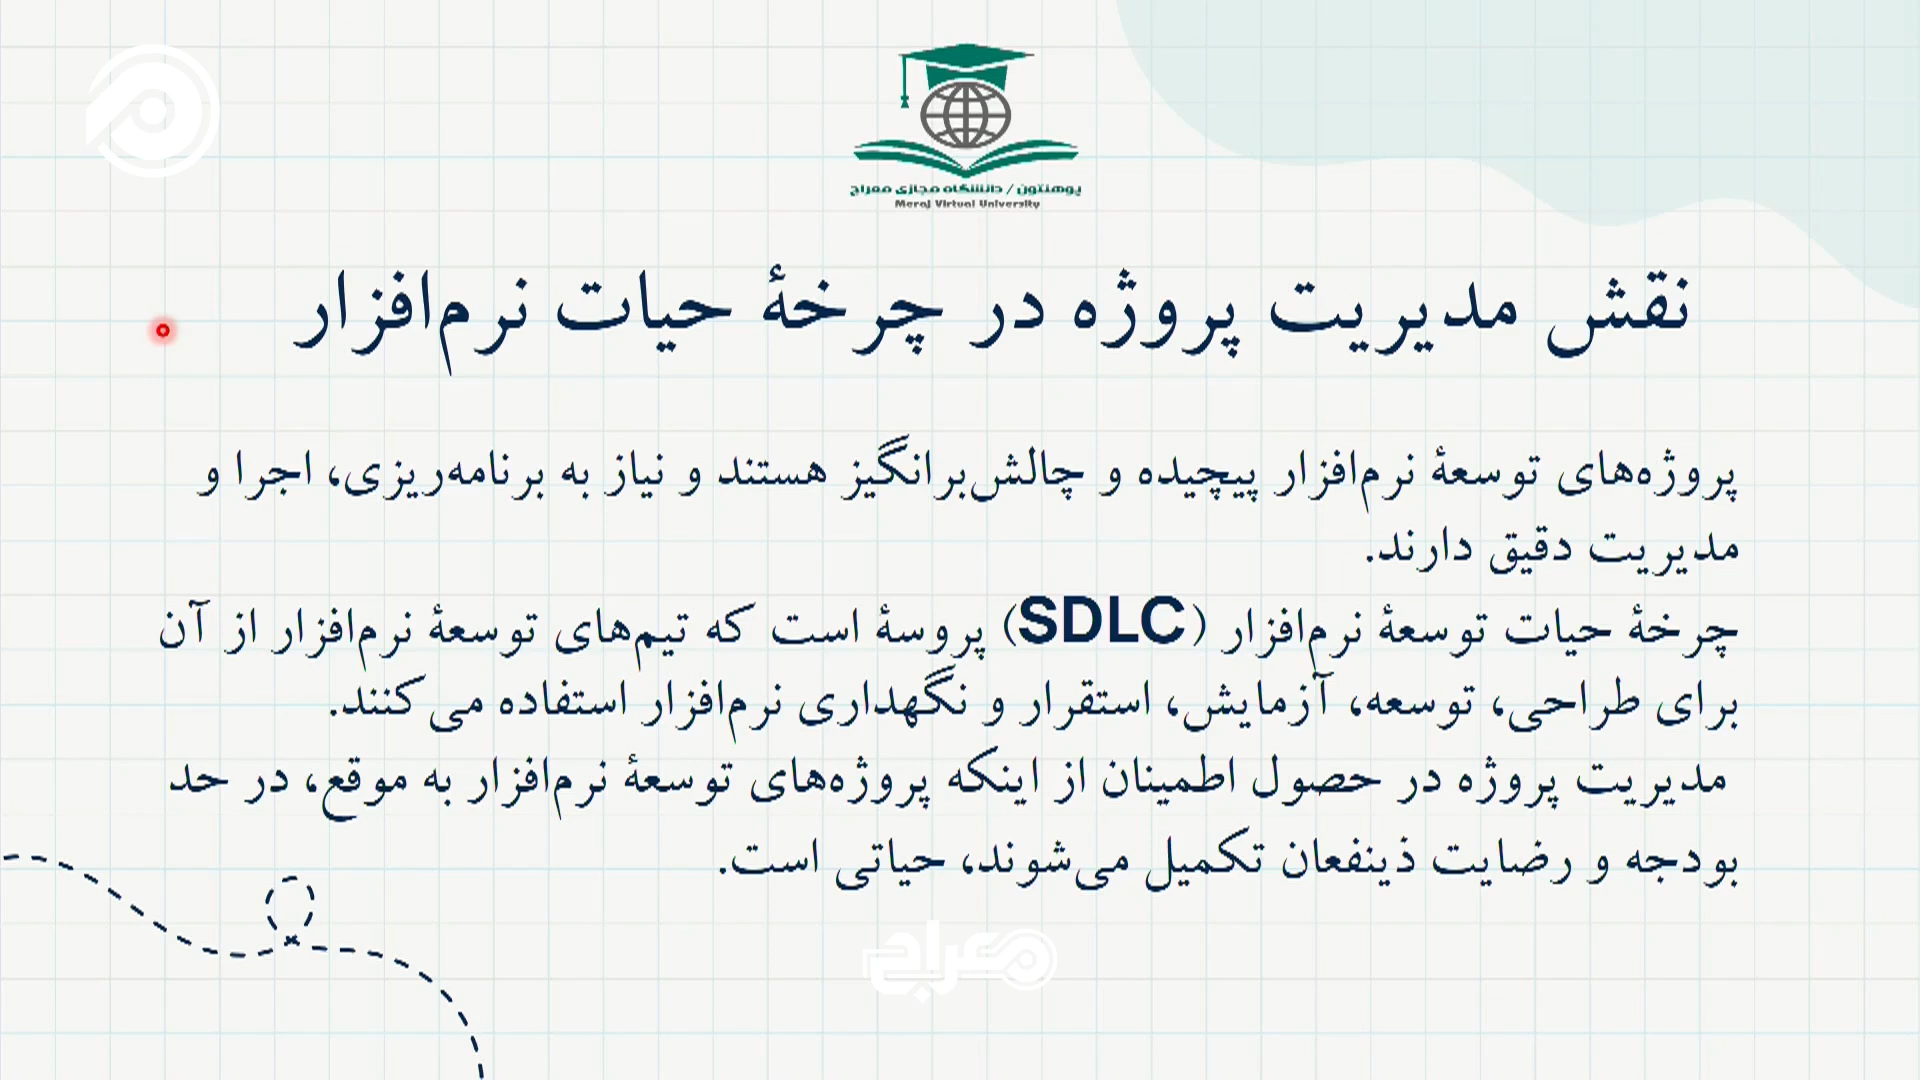 پوهنتون / دانشگاه مجازی معراج
Meraj Virtual University
نقش مدیریت پروژه در چرخهٔ حیات نرم‌افزار
پروژه‌های توسعهٔ نرم‌افزار پیچیده و چالش‌برانگیز هستند و نیاز به برنامه‌ریزی، اجرا و
مدیریت دقیق دارند.
چرخهٔ حیات توسعهٔ نرم‌افزار (SDLC) پروسهٔ است که تیم‌های توسعهٔ نرم‌افزار از آن
برای طراحی، توسعه، آزمایش، استقرار و نگهداری نرم‌افزار استفاده می‌کنند.
مدیریت پروژه در حصول اطمینان از اینکه پروژه‌های توسعهٔ نرم‌افزار به موقع، در حد
بودجه و رضایت ذینفعان تکمیل می‌شوند، حیاتی است.
معراج